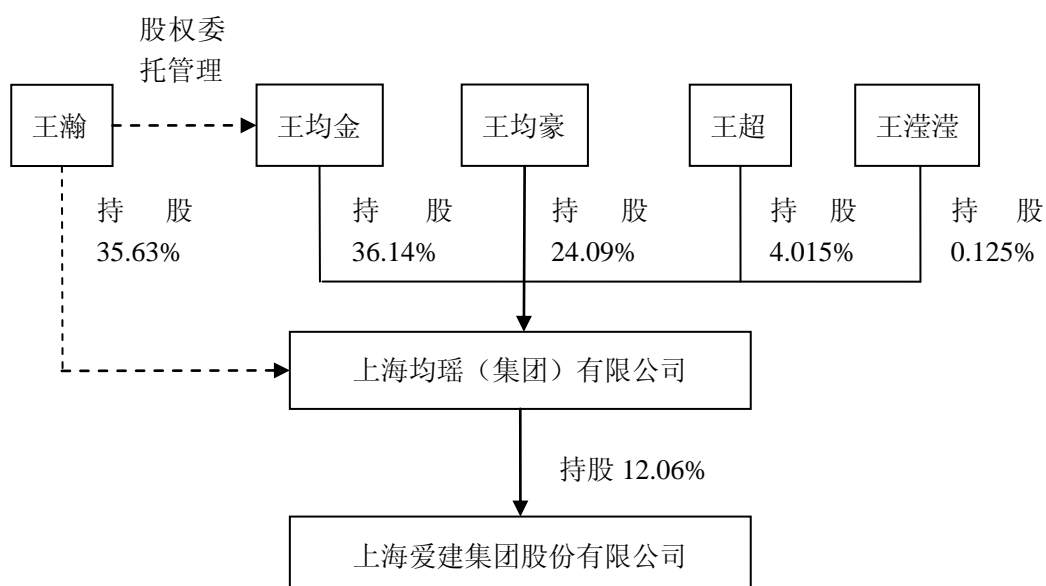 股权委
托管理
王瀚
王均金
王均豪
王超
王滢滢
持 股
35.63%
持 股
36.14%
持 股
24.09%
持 股
4.015%
持 股
0.125%
上海均瑶（集团）有限公司
持股 12.06%
上海爱建集团股份有限公司